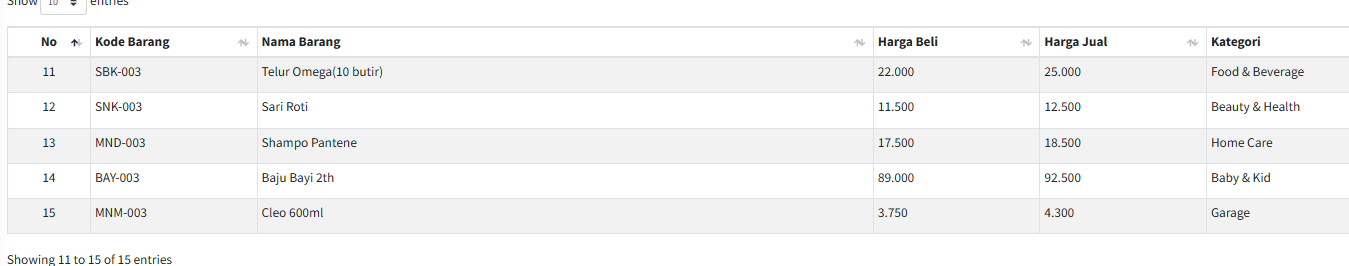 Show 10 entries
No Kode Barang Nama Barang Harga Beli Harga Jual Kategori
11 SBK-003 Telur Omega(10 butir) 22.000 25.000 Food & Beverage
12 SNK-003 Sari Roti 11.500 12.500 Beauty & Health
13 MND-003 Shampo Pantene 17.500 18.500 Home Care
14 BAY-003 Baju Bayi 2th 89.000 92.500 Baby & Kid
15 MNM-003 Cleo 600ml 3.750 4.300 Garage
Showing 11 to 15 of 15 entries